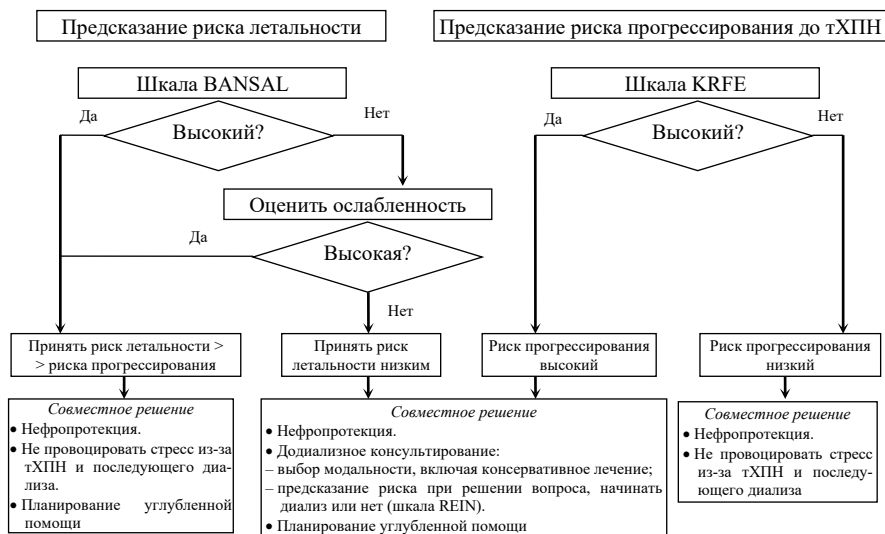 Предсказание риска летальности
Предсказание риска прогрессирования до тХПН
Шкала BANSAL
Шкала KRFE
Да
Нет
Высокий?
Да
Нет
Высокий?
Оценить ослабленность
Да
Высокая?
Нет
Принять риск летальности >
> риска прогрессирования
Принять риск
летальности низким
Риск прогрессирования
высокий
Риск прогрессирования
низкий
Совместное решение
• Нефропротекция.
• Не провоцировать стресс из-за
тХПН и последующего диа-
лиза.
• Планирование углубленной
помощи
Совместное решение
• Нефропротекция.
• Додиализное консультирование:
– выбор модальности, включая консервативное лечение;
– предсказание риска при решении вопроса, начинать
диализ или нет (шкала REIN).
• Планирование углубленной помощи
Совместное решение
• Нефропротекция.
• Не провоцировать стресс
из-за тХПН и последу-
ющего диализа